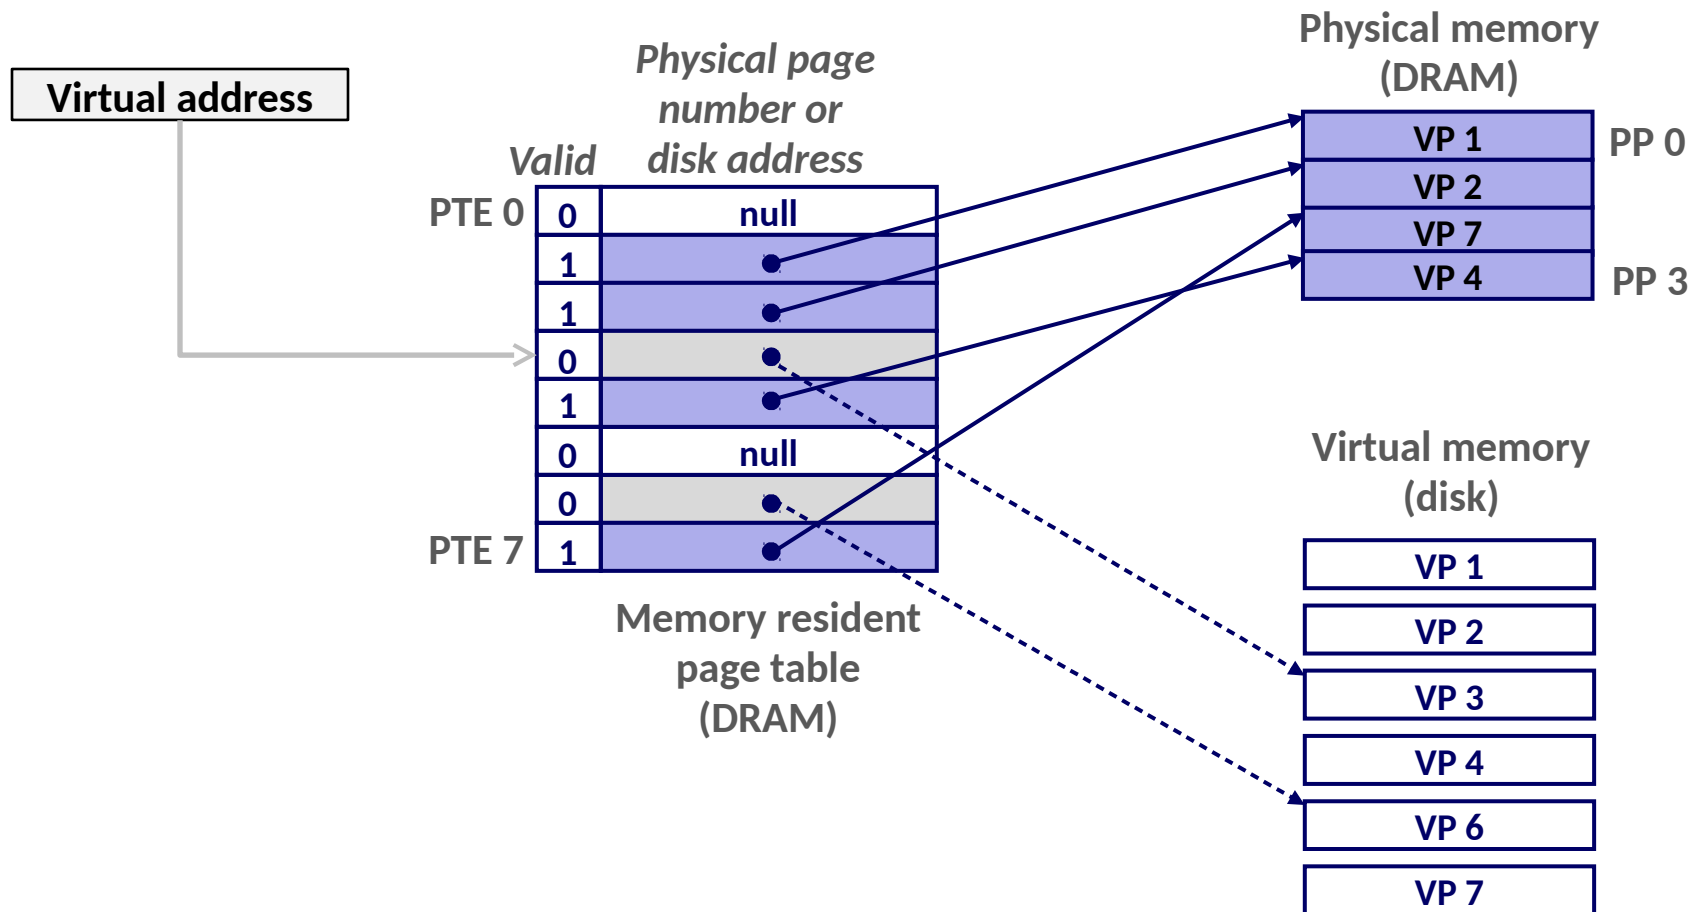 Virtual address
Physical page
number or
disk address
Valid
PTE 0
0
null
1
1
0
1
0
null
0
PTE 7
1
Memory resident
page table
(DRAM)
Physical memory
(DRAM)
VP 1
PP 0
VP 2
VP 7
VP 4
PP 3
Virtual memory
(disk)
VP 1
VP 2
VP 3
VP 4
VP 6
VP 7